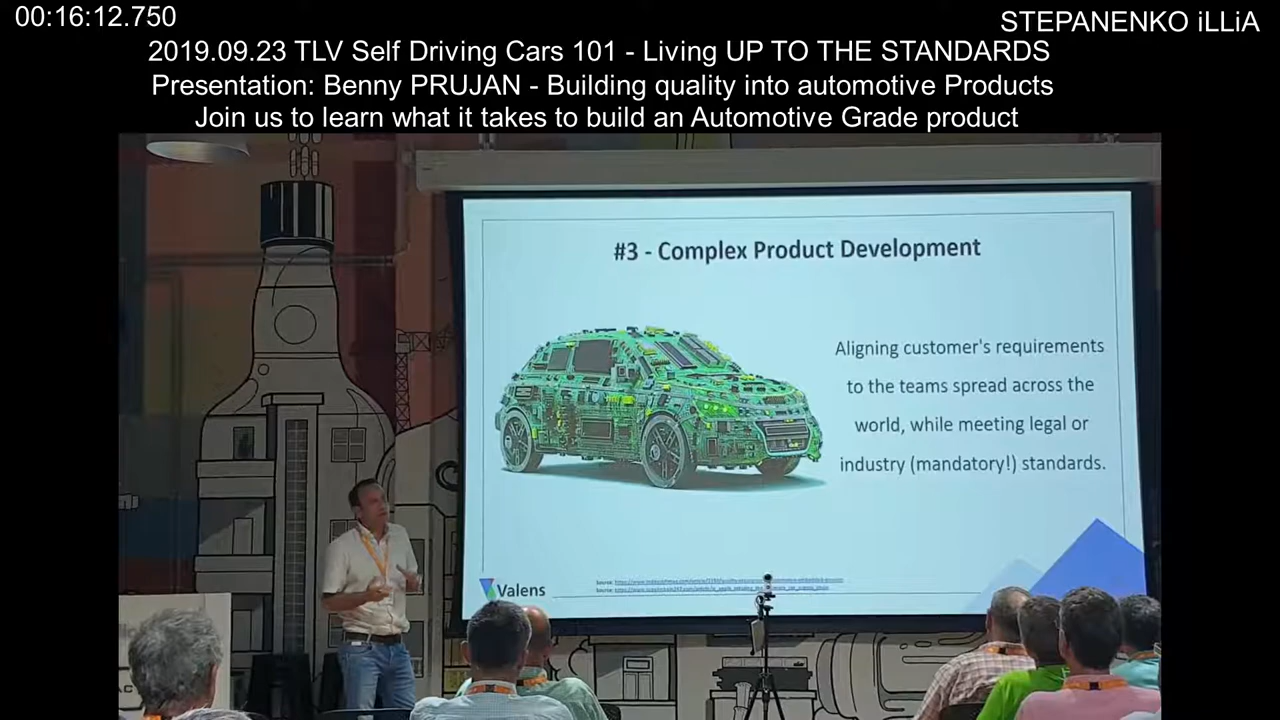 00:16:12.750
STEPANENKO iLLiA
2019.09.23 TLV Self Driving Cars 101 - Living UP TO THE STANDARDS
Presentation: Benny PRUJAN - Building quality into automotive Products
Join us to learn what it takes to build an Automotive Grade product
#3 - Complex Product Development
Aligning customer's requirements
to the teams spread across the
world, while meeting legal or
industry (mandatory!) standards.
Valens
Source:
Source: